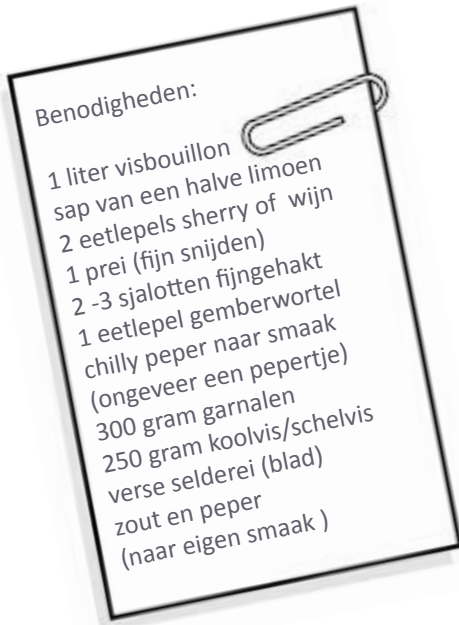 Benodigheden:
1 liter visbouillon
sap van een halve limoen
2 eetlepels sherry of wijn
1 prei (fijn snijden)
2 -3 sjalotten fijngehakt
1 eetlepel gemberwortel
chilly peper naar smaak
(ongeveer een pepertje)
300 gram garnalen
250 gram koolvis/schelvis
verse selderei (blad)
zout en peper
(naar eigen smaak )